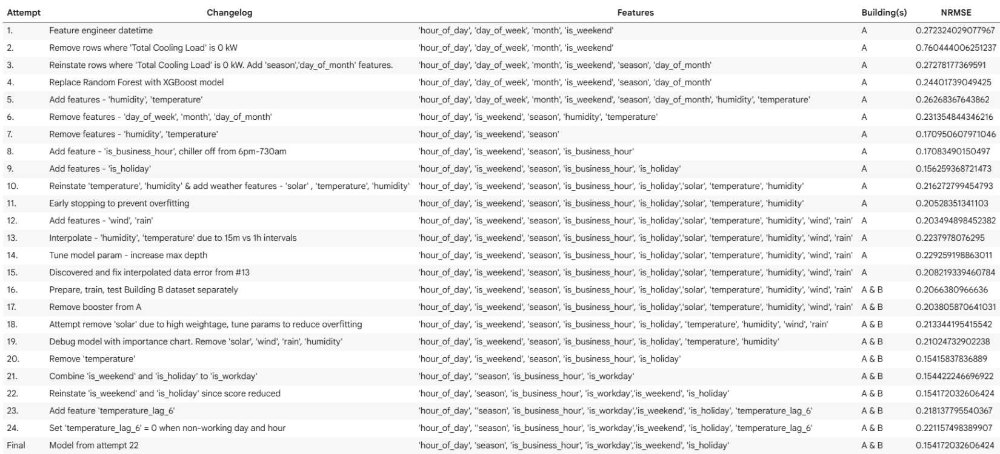 Attempt Changelog Features Building(s) NRMSE
1. Feature engineer datetime 'hour_of_day', 'day_of_week', 'month', 'is_weekend' A 0.272324029077967
2. Remove rows where 'Total Cooling Load' is 0 kW 'hour_of_day', 'day_of_week', 'month', 'is_weekend' A 0.760444006251237
3. Reinstate rows where 'Total Cooling Load' is 0 kW. Add 'season','day_of_month' features. 'hour_of_day', 'day_of_week', 'month', 'is_weekend', 'season', 'day_of_month' A 0.27278177369591
4. Replace Random Forest with XGBoost model 'hour_of_day', 'day_of_week', 'month', 'is_weekend', 'season', 'day_of_month' A 0.24401739049425
5. Add features - 'humidity', 'temperature' 'hour_of_day', 'day_of_week', 'month', 'is_weekend', 'season', 'day_of_month', 'humidity', 'temperature' A 0.26268367643862
6. Remove features - 'day_of_week', 'month', 'day_of_month' 'hour_of_day', 'is_weekend', 'season', 'humidity', 'temperature' A 0.231354844346216
7. Remove features - 'humidity', 'temperature' 'hour_of_day', 'is_weekend', 'season' A 0.170950607971046
8. Add feature - 'is_business_hour', chiller off from 6pm-730am 'hour_of_day', 'is_weekend', 'season', 'is_business_hour' A 0.17083490150497
9. Add features - 'is_holiday' 'hour_of_day', 'is_weekend', 'season', 'is_business_hour', 'is_holiday' A 0.156259368721473
10. Reinstate 'temperature', 'humidity' & add weather features - 'solar' , 'temperature', 'humidity' 'hour_of_day', 'is_weekend', 'season', 'is_business_hour', 'is_holiday','solar', 'temperature', 'humidity' A 0.216272799454793
11. Early stopping to prevent overfitting 'hour_of_day', 'is_weekend', 'season', 'is_business_hour', 'is_holiday','solar', 'temperature', 'humidity' A 0.20528351341103
12. Add features - 'wind', 'rain' 'hour_of_day', 'is_weekend', 'season', 'is_business_hour', 'is_holiday','solar', 'temperature', 'humidity', 'wind', 'rain' A 0.203494898452382
13. Interpolate - 'humidity', 'temperature' due to 15m vs 1h intervals 'hour_of_day', 'is_weekend', 'season', 'is_business_hour', 'is_holiday','solar', 'temperature', 'humidity', 'wind', 'rain' A 0.2237978076295
14. Tune model param - increase max depth 'hour_of_day', 'is_weekend', 'season', 'is_business_hour', 'is_holiday','solar', 'temperature', 'humidity', 'wind', 'rain' A 0.229259198863011
15. Discovered and fix interpolated data error from #13 'hour_of_day', 'is_weekend', 'season', 'is_business_hour', 'is_holiday','solar', 'temperature', 'humidity', 'wind', 'rain' A 0.208219339460784
16. Prepare, train, test Building B dataset separately 'hour_of_day', 'is_weekend', 'season', 'is_business_hour', 'is_holiday','solar', 'temperature', 'humidity', 'wind', 'rain' A & B 0.2066380966636
17. Remove booster from A 'hour_of_day', 'is_weekend', 'season', 'is_business_hour', 'is_holiday','solar', 'temperature', 'humidity', 'wind', 'rain' A & B 0.203805870641031
18. Attempt remove 'solar' due to high weightage, tune params to reduce overfitting 'hour_of_day', 'is_weekend', 'season', 'is_business_hour', 'is_holiday', 'temperature', 'humidity', 'wind', 'rain' A & B 0.213344195415542
19. Debug model with importance chart. Remove 'solar', 'wind', 'rain', 'humidity' 'hour_of_day', 'is_weekend', 'season', 'is_business_hour', 'is_holiday', 'temperature', 'humidity' A & B 0.21024732902238
20. Remove 'temperature' 'hour_of_day', 'is_weekend', 'season', 'is_business_hour', 'is_holiday' A & B 0.15415837836889
21. Combine 'is_weekend' and 'is_holiday' to 'is_workday' 'hour_of_day', ''season', 'is_business_hour', 'is_workday' A & B 0.154422246696922
22. Reinstate 'is_weekend' and 'is_holiday' since score reduced 'hour_of_day', 'season', 'is_business_hour', 'is_workday','is_weekend', 'is_holiday' A & B 0.154172032606424
23. Add feature 'temperature_lag_6' 'hour_of_day', ''season', 'is_business_hour', 'is_workday','is_weekend', 'is_holiday', 'temperature_lag_6' A & B 0.218137795540367
24. Set 'temperature_lag_6' = 0 when non-working day and hour 'hour_of_day', ''season', 'is_business_hour', 'is_workday','is_weekend', 'is_holiday', 'temperature_lag_6' A & B 0.221157498389907
Final Model from attempt 22 'hour_of_day', 'season', 'is_business_hour', 'is_workday','is_weekend', 'is_holiday' A & B 0.154172032606424